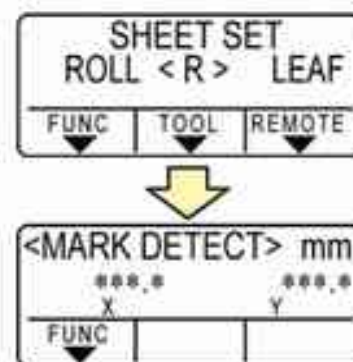 SHEET SET
ROLL < R > LEAF
FUNC TOOL REMOTE
<MARK DETECT> mm
***.* ***.*
X Y
FUNC